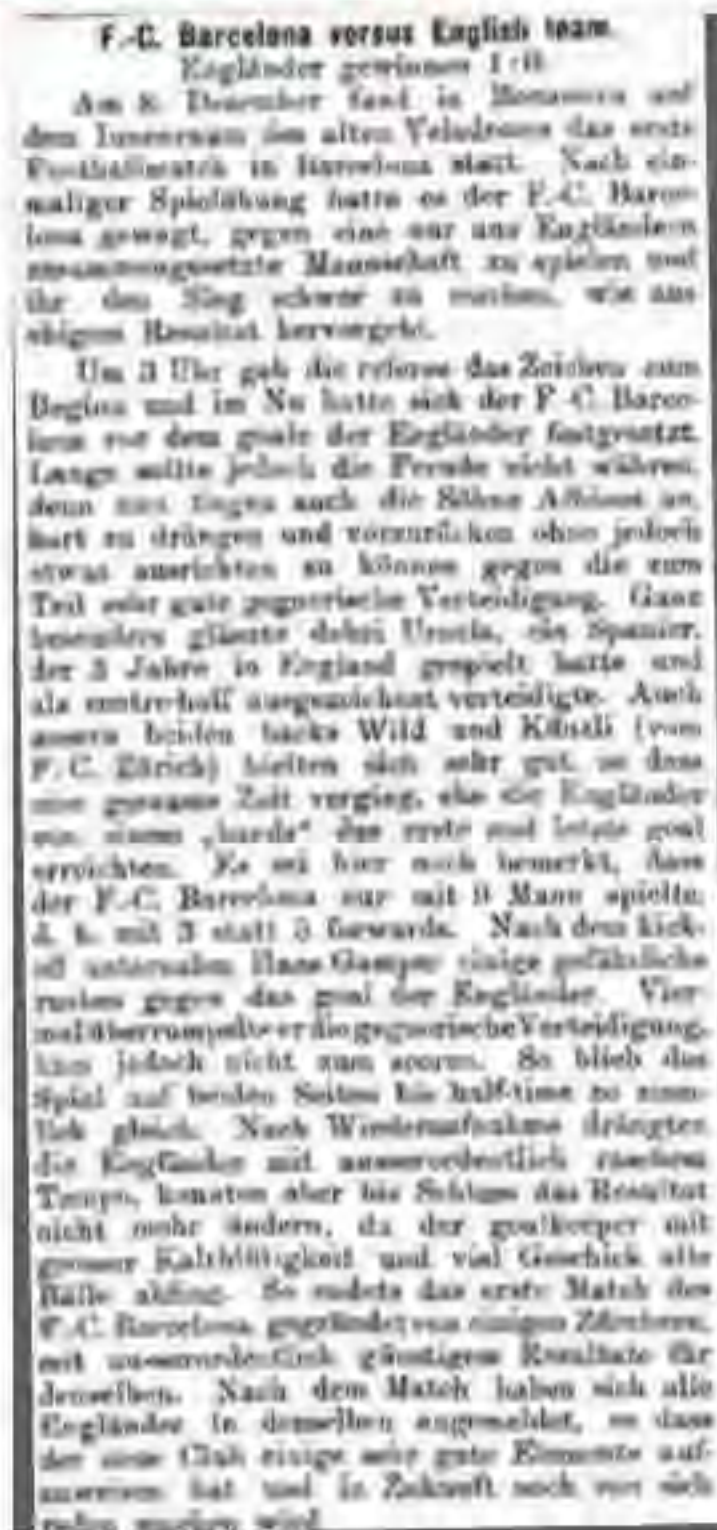 F.-C. Barcelona versus English team.
Engländer gewinnen 1:0.
Am 8. Dezember fand in Bonanova auf
dem Innenraum des alten Velodroms das erste
Footballmatch in Barcelona statt. Nach ein-
maliger Spielübung hatte es der F.-C. Barce-
lona gewagt, gegen eine nur aus Engländern
zusammengesetzte Mannschaft zu spielen und
ihr den Sieg schwer zu machen, wie aus
obigem Resultat hervorgeht.
Um 3 Uhr gab die referee das Zeichen zum
Beginn und im Nu hatte sich der F.-C. Barce-
lona vor dem goale der Engländer festgesetzt.
Lange sollte jedoch die Freude nicht währen,
denn nun fingen auch die Söhne Albions an,
hart zu drängen und vorzurücken ohne jedoch
etwas ausrichten zu können gegen die zum
Teil sehr gute gegnerische Verteidigung. Ganz
besonders glänzte dabei ein Spanier,
der 3 Jahre in England gespielt hatte und
als centre-half ausgezeichnet verteidigte. Auch
unsere beiden backs Wild und Künzli (vom
F.-C. Zürich) hielten sich sehr gut, so dass
eine geraume Zeit verging, ehe die Engländer
aus einem „hands“ das erste und letzte goal
erreichten. Es sei hier noch bemerkt, dass
der F.-C. Barcelona nur mit 9 Mann spielte,
d. h. mit 3 statt 5 forwards. Nach dem kick-
off unternahm Hans Gamper einige gefährliche
rushes gegen das goal der Engländer. Vier-
mal überrumpelte er die gegnerische Verteidigung,
kam jedoch nicht zum scoren. So blieb das
Spiel auf beiden Seiten bis half-time so ziem-
lich gleich. Nach Wiederaufnahme drängten
die Engländer mit ausserordentlich raschem
Tempo, konnten aber bis Schluss das Resultat
nicht mehr ändern, da der goalkeeper mit
grosser Kaltblütigkeit und viel Geschick alle
Bälle abfing. So endete das erste Match des
F.-C. Barcelona, gegründet von einigen Zürchern,
mit ausserordentlich günstigem Resultate für
denselben. Nach dem Match haben sich alle
Engländer in demselben angemeldet, so dass
der neue Club einige sehr gute Elemente auf-
zuweisen hat und in Zukunft noch von sich
reden machen wird